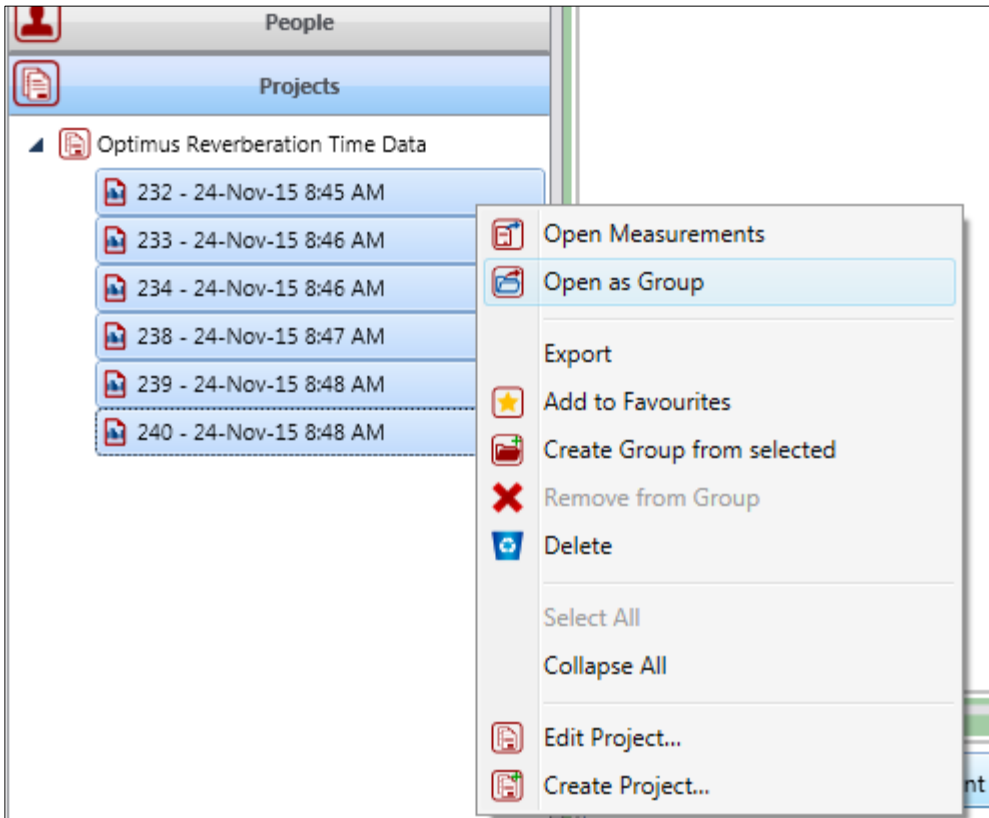 People
Projects
Optimus Reverberation Time Data
232 - 24-Nov-15 8:45 AM
233 - 24-Nov-15 8:46 AM
234 - 24-Nov-15 8:46 AM
238 - 24-Nov-15 8:47 AM
239 - 24-Nov-15 8:48 AM
240 - 24-Nov-15 8:48 AM
Open Measurements
Open as Group
Export
Add to Favourites
Create Group from selected
Remove from Group
Delete
Select All
Collapse All
Edit Project...
Create Project...
nt